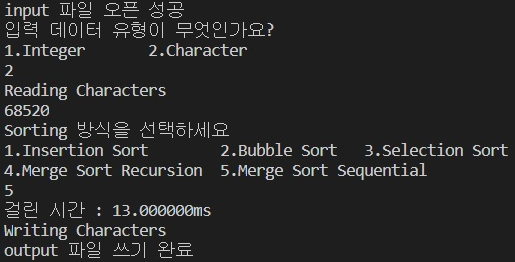 input 파일 오픈 성공
입력 데이터 유형이 무엇인가요?
1.Integer 2.Character
2
Reading Characters
68520
Sorting 방식을 선택하세요
1.Insertion Sort 2.Bubble Sort 3.Selection Sort
4.Merge Sort Recursion 5.Merge Sort Sequential
5
걸린 시간 : 13.000000ms
Writing Characters
output 파일 쓰기 완료